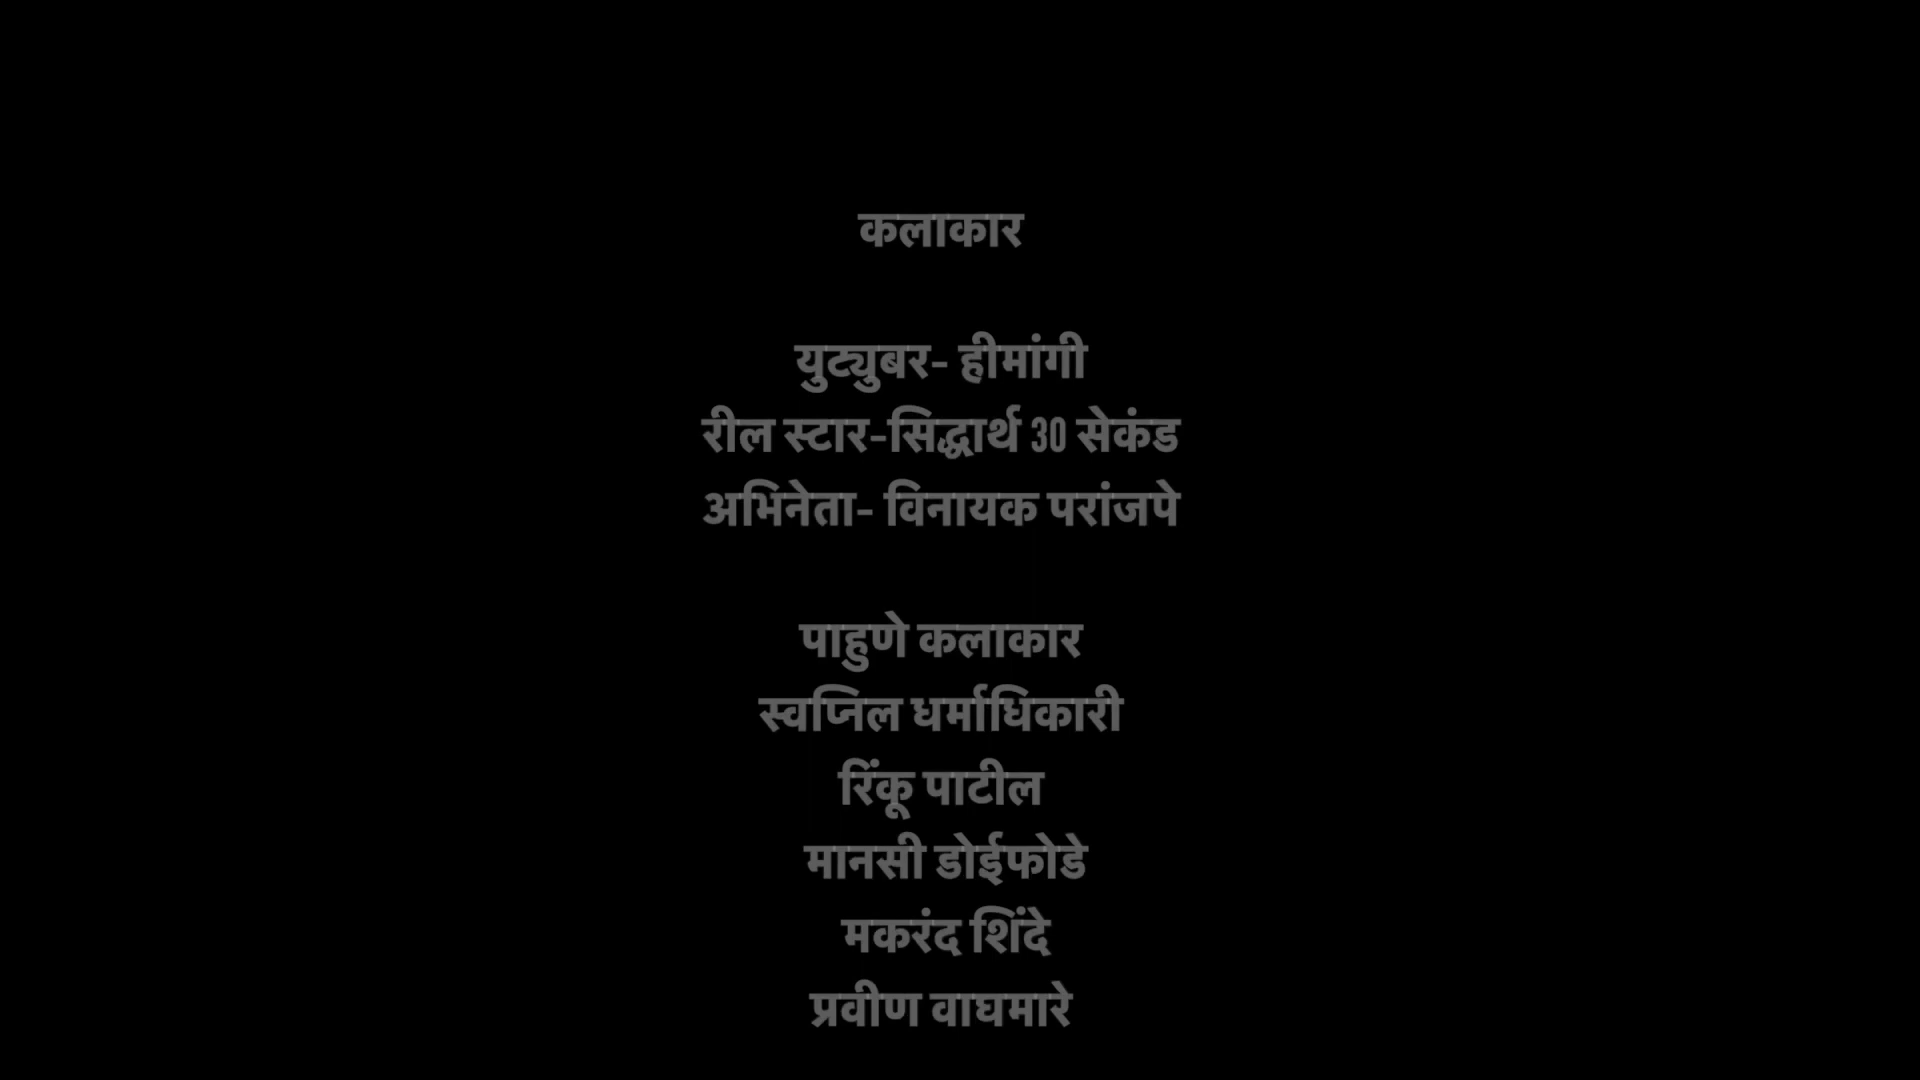 कलाकार
युट्युबर- हीमांगी
रील स्टार-सिद्धार्थ 30 सेकंड
अभिनेता- विनायक परांजपे
पाहुणे कलाकार
स्वप्निल धर्माधिकारी
रिंकू पाटील
मानसी डोईफोडे
मकरंद शिंदे
प्रवीण वाघमारे